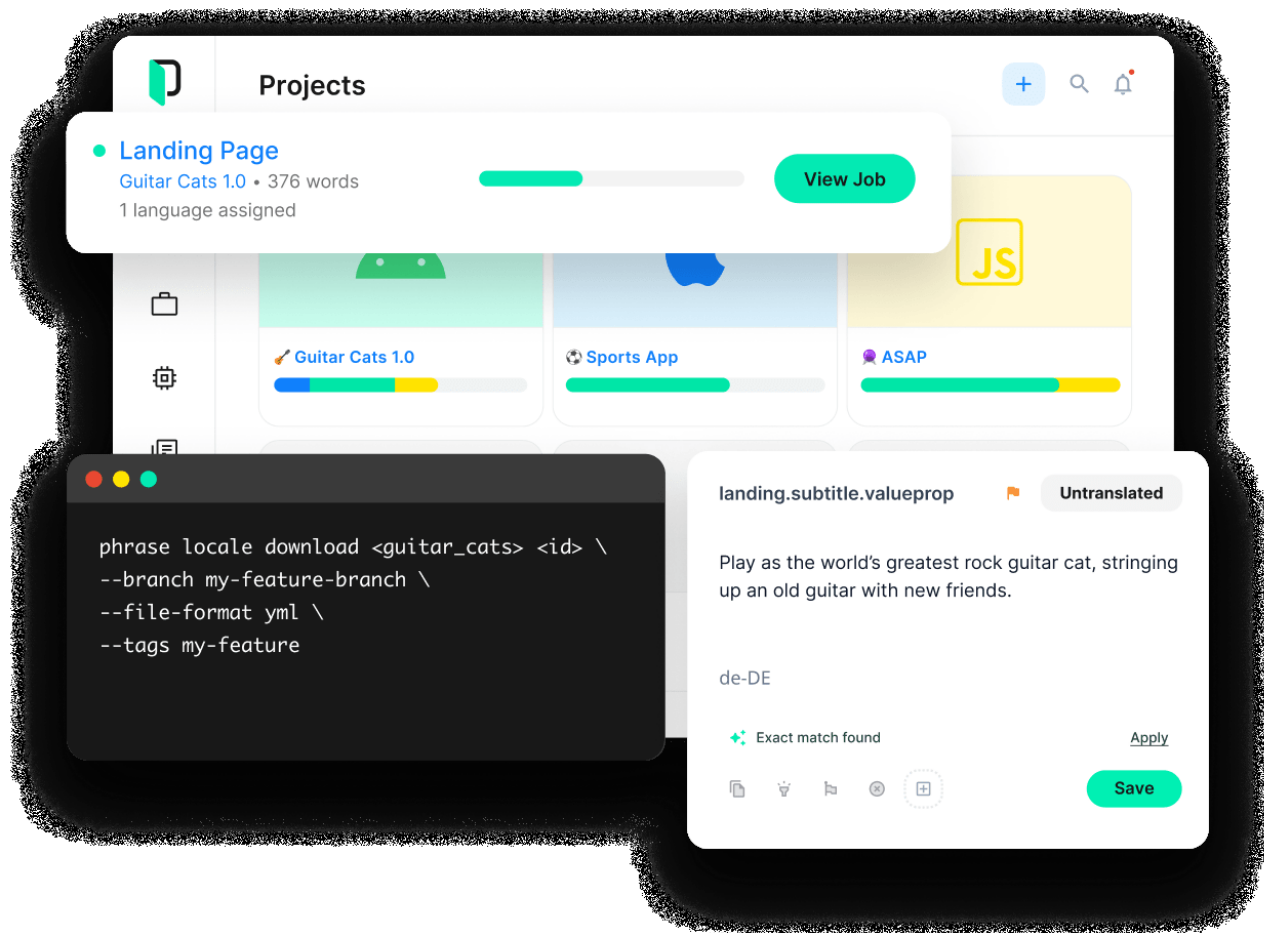 Projects
Landing Page
Guitar Cats 1.0 • 376 words
1 language assigned
View Job
JS
Guitar Cats 1.0
Sports App
ASAP
phrase locale download <guitar_cats> <id> \
--branch my-feature-branch \
--file-format yml \
--tags my-feature
landing.subtitle.valueprop
Untranslated
Play as the world’s greatest rock guitar cat, stringing
up an old guitar with new friends.
de-DE
Exact match found
Apply
Save